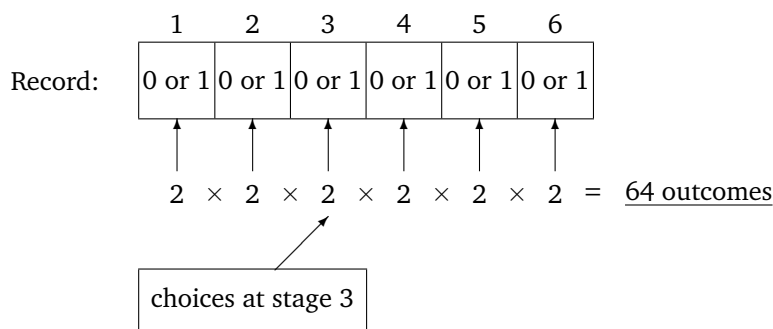 1 2 3 4 5 6
Record: 0 or 1 0 or 1 0 or 1 0 or 1 0 or 1 0 or 1
2 × 2 × 2 × 2 × 2 × 2 = 64 outcomes
choices at stage 3